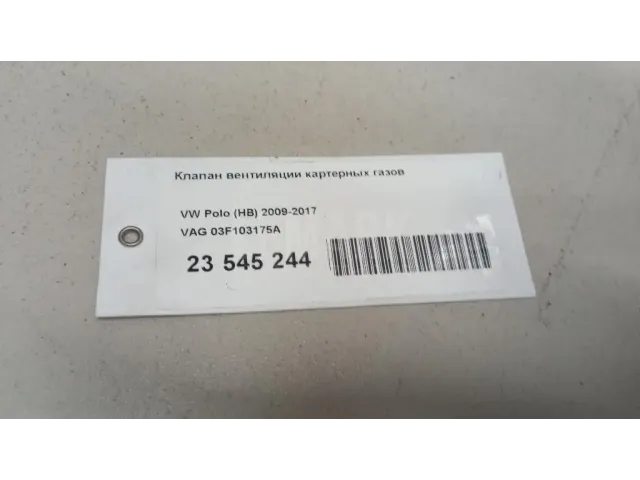 Клапан вентиляции картерных газов
VW Polo (HB) 2009-2017
VAG 03F103175A
23 545 244